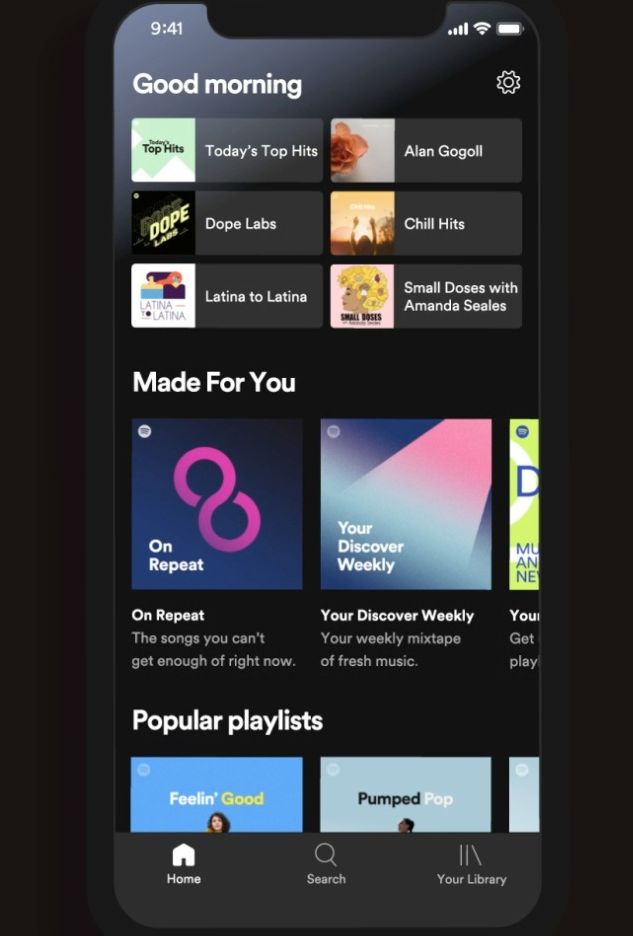 9:41
Good morning
Today's
Top Hits
Today's Top Hits
Alan Gogoll
DOPE
LABS
Dope Labs
Chill Hits
Chill Hits
LATINA
TO
LATINA
Latina to Latina
SMALL DOSES
Small Doses with
Amanda Seales
Made For You
On
Repeat
Your
Discover
Weekly
D
MU
AN
NE
On Repeat
The songs you can't
get enough of right now.
Your Discover Weekly
Your weekly mixtape
of fresh music.
You
Get
play
Popular playlists
Feelin' Good
Pumped Pop
Home
Search
Your Library